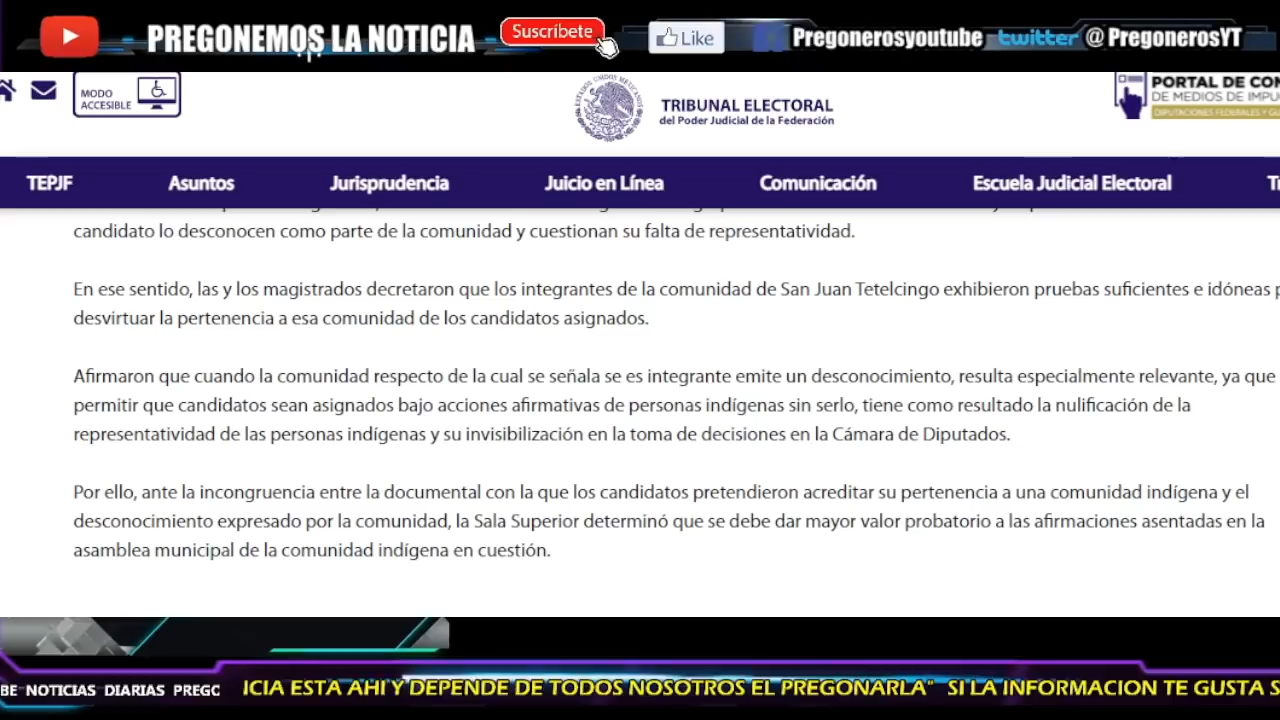 PREGONEMOS LA NOTICIA
Suscríbete
Like
Pregonerosyoutube
twitter @PregonerosYT
MODO
ACCESIBLE
ESTADOS UNIDOS MEXICANOS
TRIBUNAL ELECTORAL
del Poder Judicial de la Federación
PORTAL DE
DE MEDIOS DE
DIPUTACIONES FEDERALES Y
TEPJF Asuntos Jurisprudencia Juicio en Línea Comunicación Escuela Judicial Electoral
candidato lo desconocen como parte de la comunidad y cuestionan su falta de representatividad.
En ese sentido, las y los magistrados decretaron que los integrantes de la comunidad de San Juan Tetelcingo exhibieron pruebas suficientes e idóneas
desvirtuar la pertenencia a esa comunidad de los candidatos asignados.
Afirmaron que cuando la comunidad respecto de la cual se señala se es integrante emite un desconocimiento, resulta especialmente relevante, ya que
permitir que candidatos sean asignados bajo acciones afirmativas de personas indígenas sin serlo, tiene como resultado la nulificación de la
representatividad de las personas indígenas y su invisibilización en la toma de decisiones en la Cámara de Diputados.
Por ello, ante la incongruencia entre la documental con la que los candidatos pretendieron acreditar su pertenencia a una comunidad indígena y el
desconocimiento expresado por la comunidad, la Sala Superior determinó que se debe dar mayor valor probatorio a las afirmaciones asentadas en la
asamblea municipal de la comunidad indígena en cuestión.
BE NOTICIAS DIARIAS PREGO
ICIA ESTA AHI Y DEPENDE DE TODOS NOSOTROS EL PREGONARLA" SI LA INFORMACION TE GUSTA S